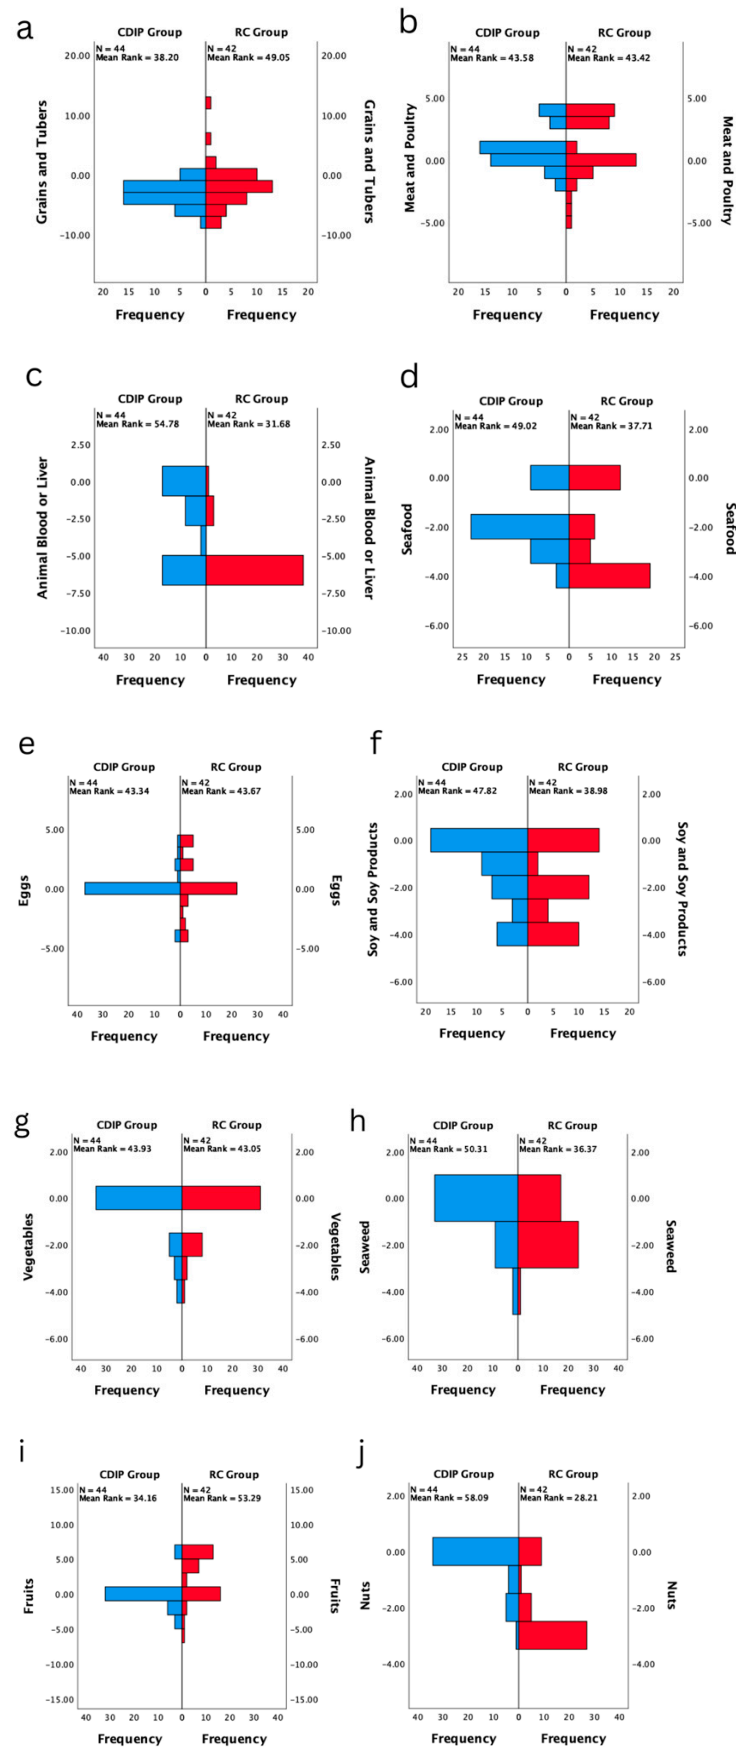 a
CDIP Group RC Group
N = 44 N = 42
Mean Rank = 38.20 Mean Rank = 49.05
20.00 20.00
10.00 10.00
0.00 0.00
−10.00 −10.00
Grains and Tubers Grains and Tubers
20 15 10 5 0 5 10 15 20
Frequency Frequency
b
CDIP Group RC Group
N = 44 N = 42
Mean Rank = 43.58 Mean Rank = 43.42
5.00 5.00
0.00 0.00
−5.00 −5.00
Meat and Poultry Meat and Poultry
20 15 10 5 0 5 10 15 20
Frequency Frequency
c
CDIP Group RC Group
N = 44 N = 42
Mean Rank = 54.78 Mean Rank = 31.68
2.50 2.50
0.00 0.00
−2.50 −2.50
−5.00 −5.00
−7.50 −7.50
−10.00 −10.00
Animal Blood or Liver Animal Blood or Liver
40 30 20 10 0 10 20 30 40
Frequency Frequency
d
CDIP Group RC Group
N = 44 N = 42
Mean Rank = 49.02 Mean Rank = 37.71
2.00 2.00
0.00 0.00
−2.00 −2.00
−4.00 −4.00
−6.00 −6.00
Seafood Seafood
25 20 15 10 5 0 5 10 15 20 25
Frequency Frequency
e
CDIP Group RC Group
N = 44 N = 42
Mean Rank = 43.34 Mean Rank = 43.67
5.00 5.00
0.00 0.00
−5.00 −5.00
Eggs Eggs
40 30 20 10 0 10 20 30 40
Frequency Frequency
f
CDIP Group RC Group
N = 44 N = 42
Mean Rank = 47.82 Mean Rank = 38.98
2.00 2.00
0.00 0.00
−2.00 −2.00
−4.00 −4.00
−6.00 −6.00
Soy and Soy Products Soy and Soy Products
20 15 10 5 0 5 10 15 20
Frequency Frequency
g
CDIP Group RC Group
N = 44 N = 42
Mean Rank = 43.93 Mean Rank = 43.05
2.00 2.00
0.00 0.00
−2.00 −2.00
−4.00 −4.00
−6.00 −6.00
Vegetables Vegetables
40 30 20 10 0 10 20 30 40
Frequency Frequency
h
CDIP Group RC Group
N = 44 N = 42
Mean Rank = 50.31 Mean Rank = 36.37
2.00 2.00
0.00 0.00
−2.00 −2.00
−4.00 −4.00
−6.00 −6.00
Seaweed Seaweed
40 30 20 10 0 10 20 30 40
Frequency Frequency
i
CDIP Group RC Group
N = 44 N = 42
Mean Rank = 34.16 Mean Rank = 53.29
15.00 15.00
10.00 10.00
5.00 5.00
0.00 0.00
−5.00 −5.00
−10.00 −10.00
−15.00 −15.00
Fruits Fruits
40 30 20 10 0 10 20 30 40
Frequency Frequency
j
CDIP Group RC Group
N = 44 N = 42
Mean Rank = 58.09 Mean Rank = 28.21
2.00 2.00
0.00 0.00
−2.00 −2.00
−4.00 −4.00
Nuts Nuts
40 30 20 10 0 10 20 30 40
Frequency Frequency